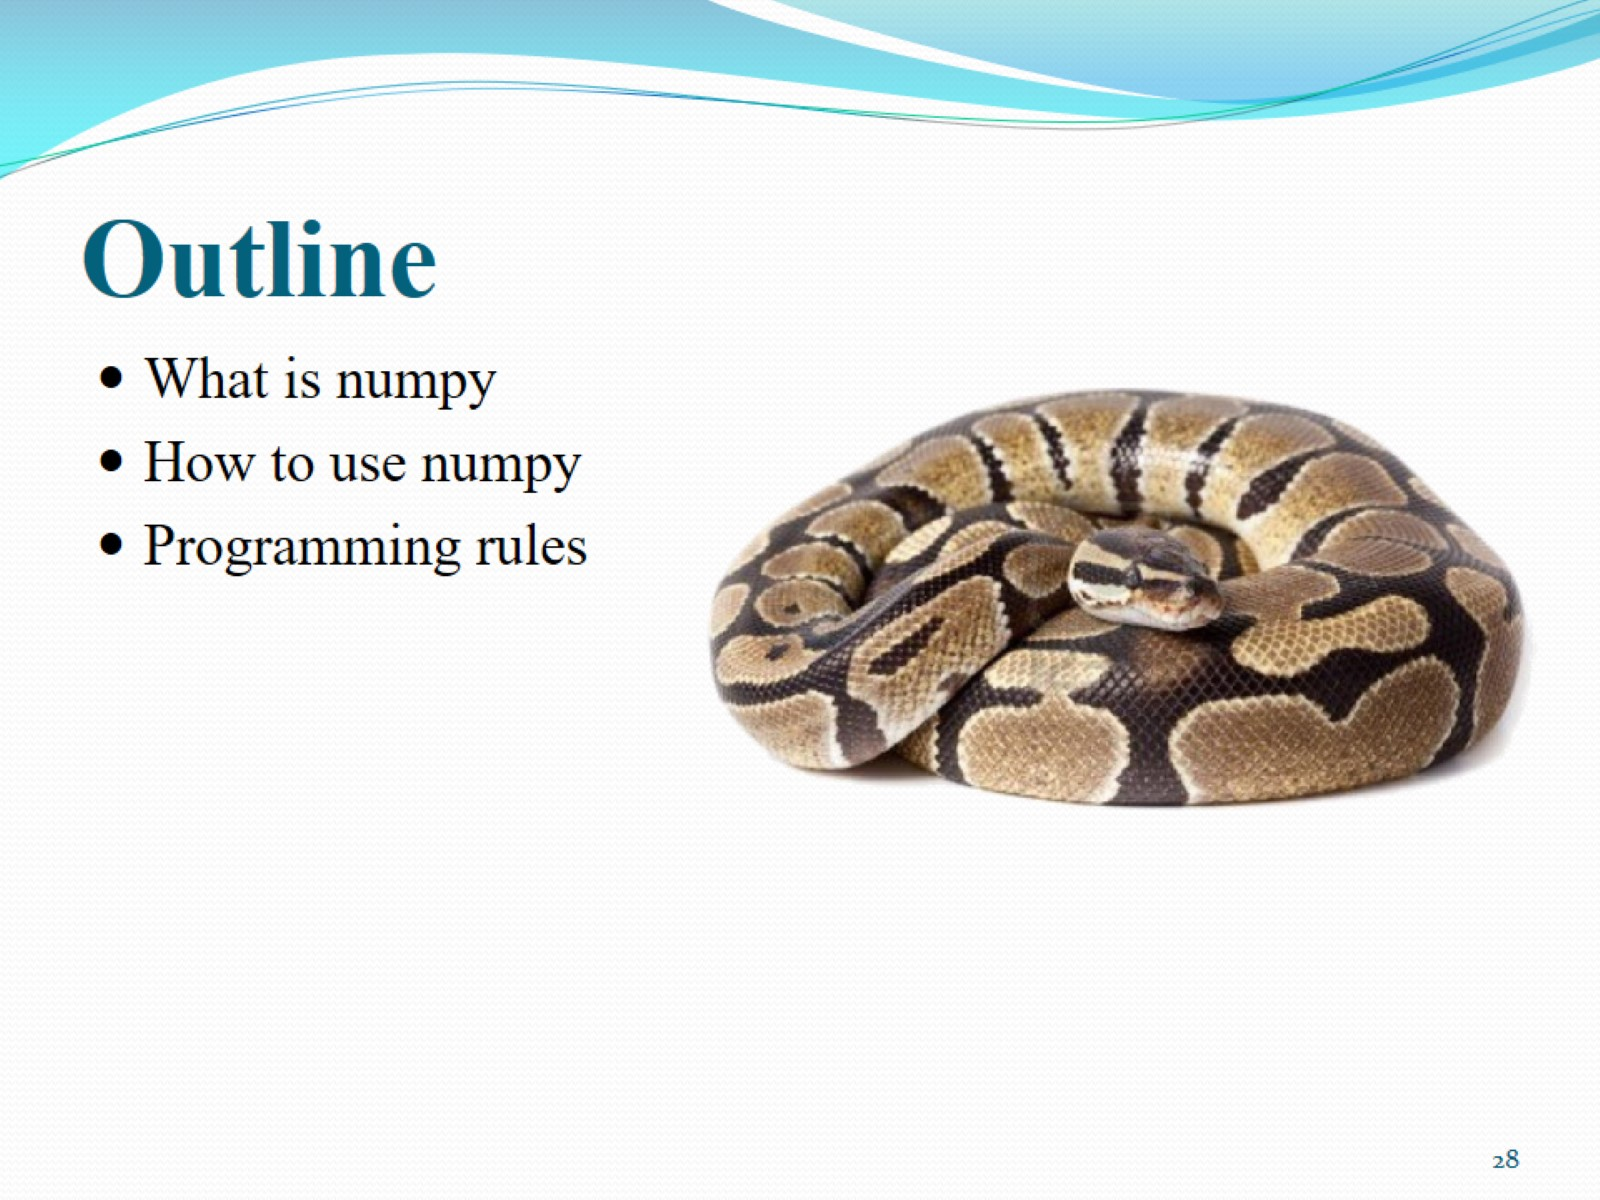 Outline
• What is numpy
• How to use numpy
• Programming rules
28